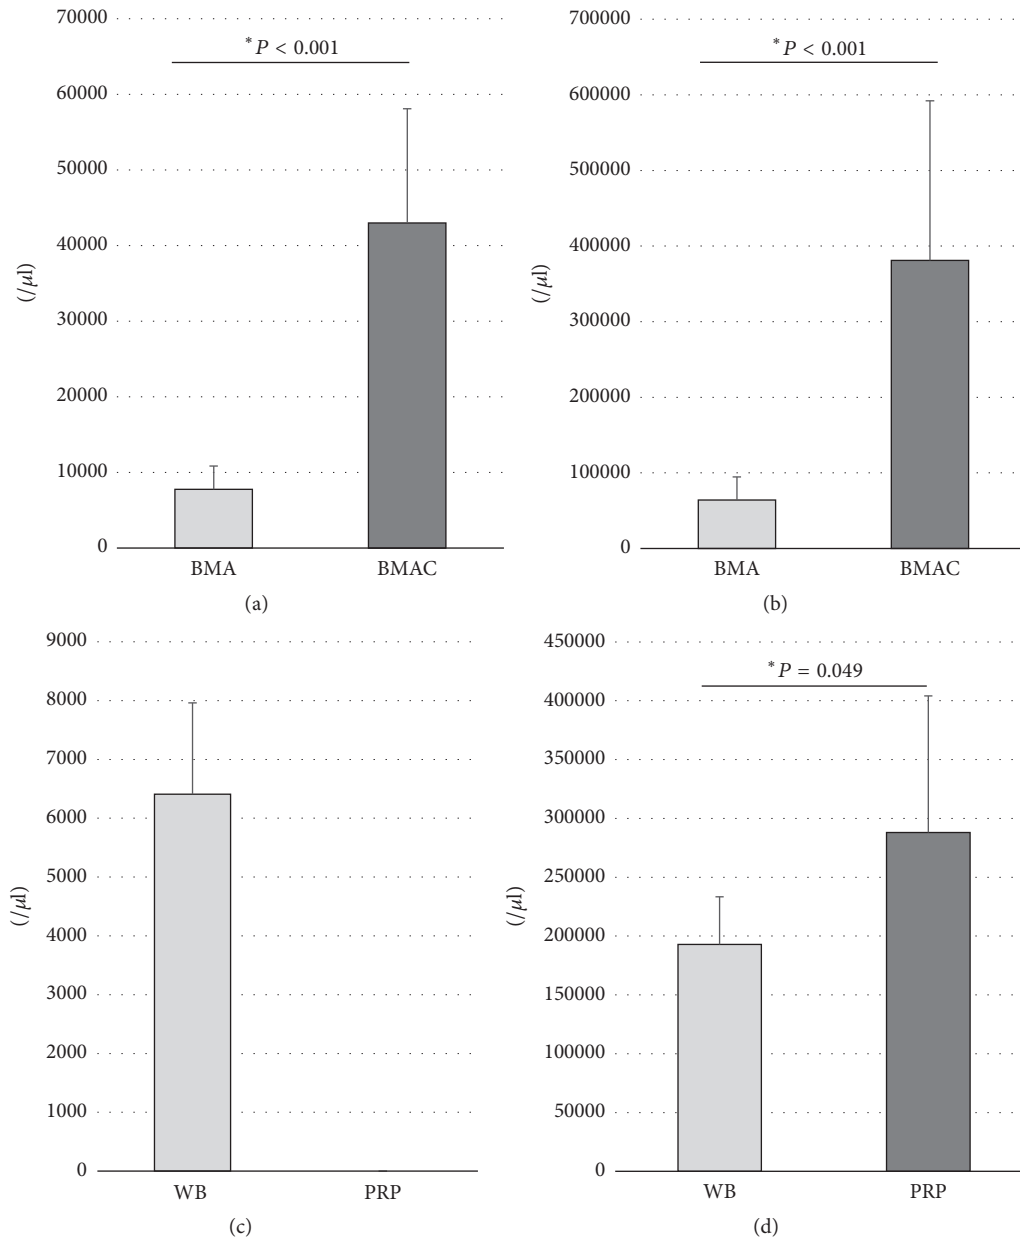 70000
60000
50000
40000
30000
20000
10000
0
(/μl)
*P < 0.001
BMA BMAC
(a)
700000
600000
500000
400000
300000
200000
100000
0
(/μl)
*P < 0.001
BMA BMAC
(b)
9000
8000
7000
6000
5000
4000
3000
2000
1000
0
(/μl)
WB PRP
(c)
450000
400000
350000
300000
250000
200000
150000
100000
50000
0
(/μl)
*P = 0.049
WB PRP
(d)